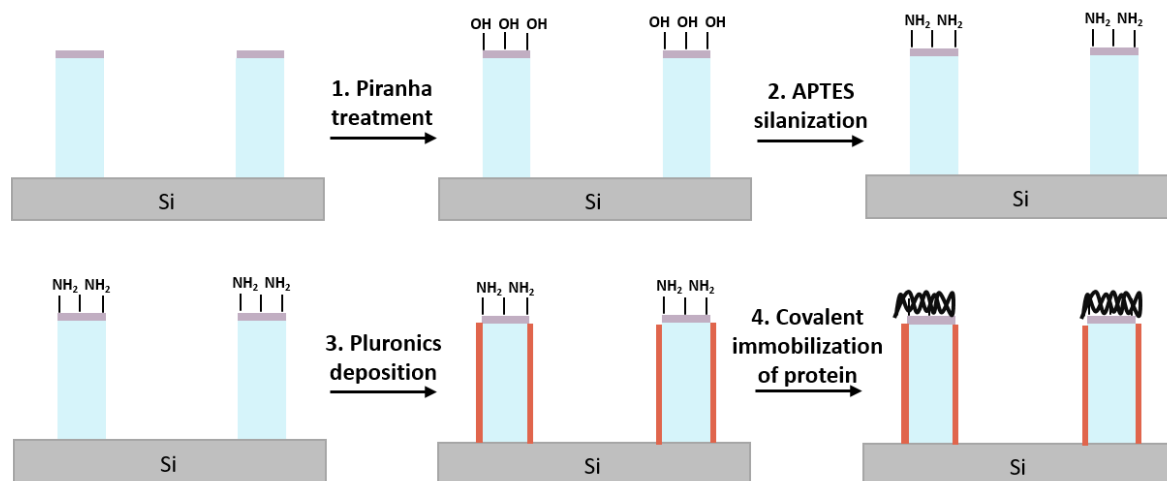 OH OH OH
OH OH OH
NH2 NH2
NH2 NH2
1. Piranha
treatment
2. APTES
silanization
Si
Si
Si
NH2 NH2
NH2 NH2
NH2 NH2
NH2 NH2
3. Pluronics
deposition
4. Covalent
immobilization
of protein
Si
Si
Si